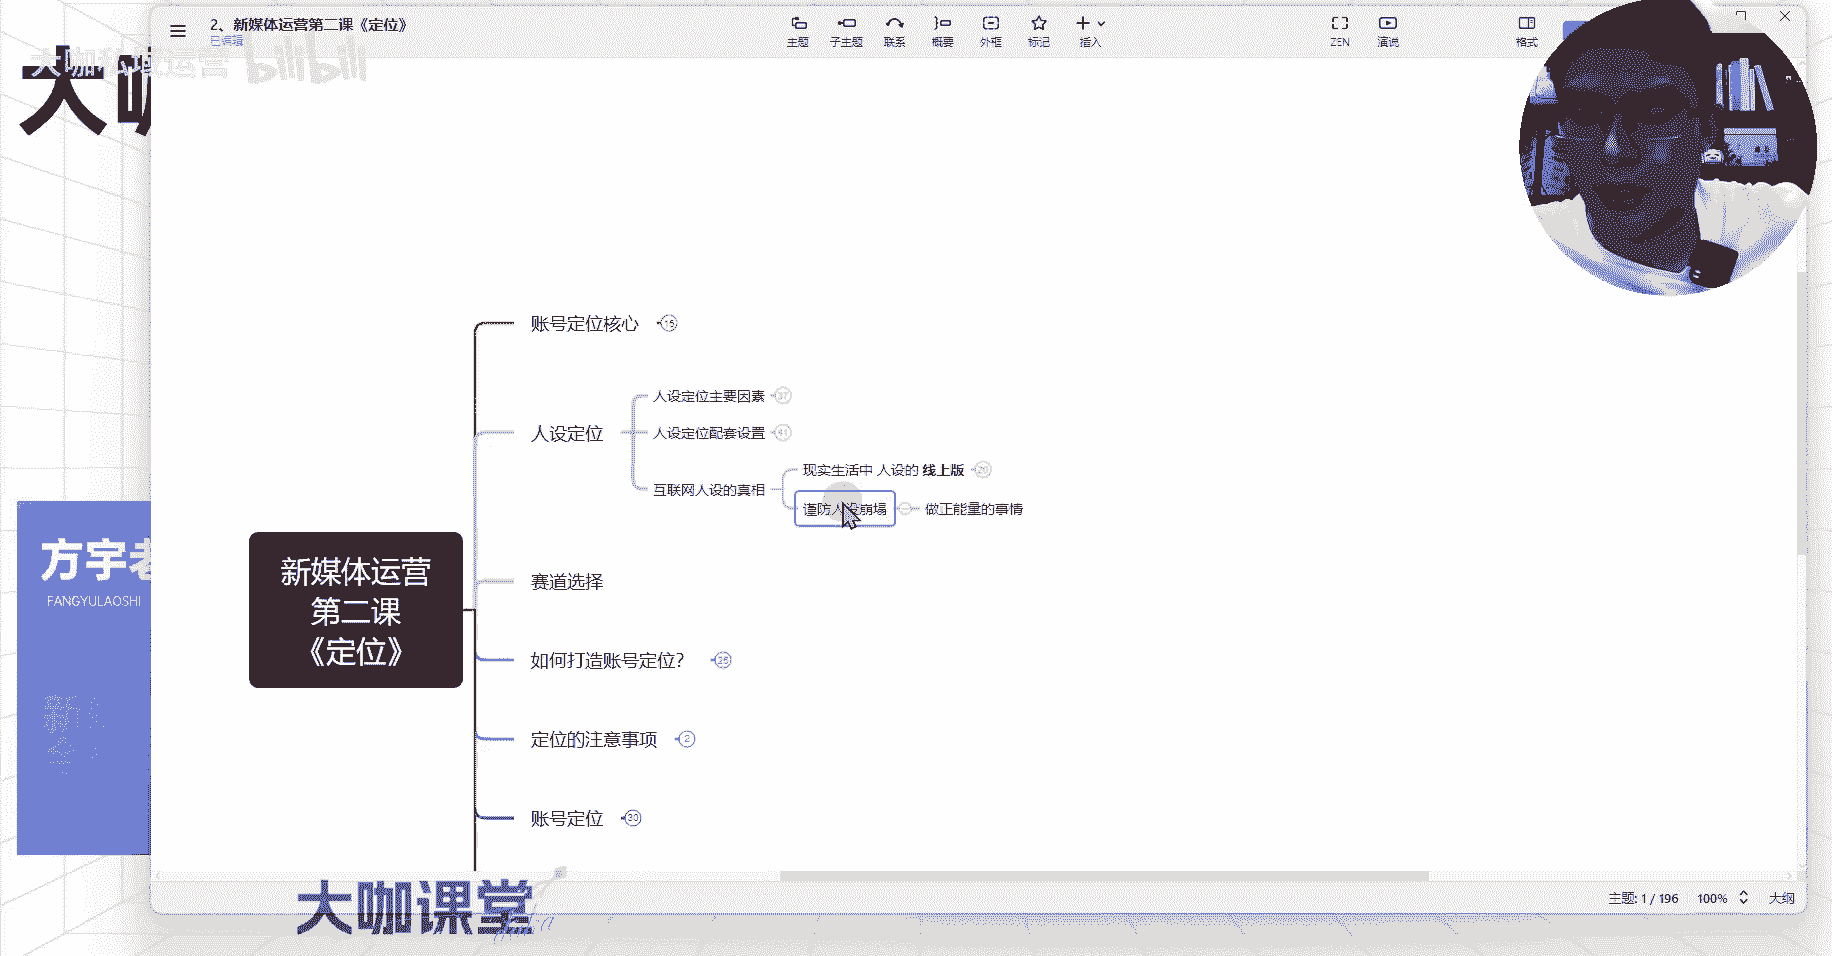 2、新媒体运营第二课《定位》
已编辑
主题
子主题
联系
概要
外框
标记
插入
ZEN
演说
格式
大咖私域运营 bilibili
大咖
账号定位核心 15
人设定位
人设定位主要因素 37
人设定位配套设置
互联网人设的真相
现实生活中 人设的 线上版
谨防人设崩塌
做正能量的事情
赛道选择
新媒体运营
第二课
《定位》
如何打造账号定位？ 26
定位的注意事项 2
账号定位 30
方宇老
FANGYULAOSHI
大咖课堂
主题: 1 / 196
100%
大纲